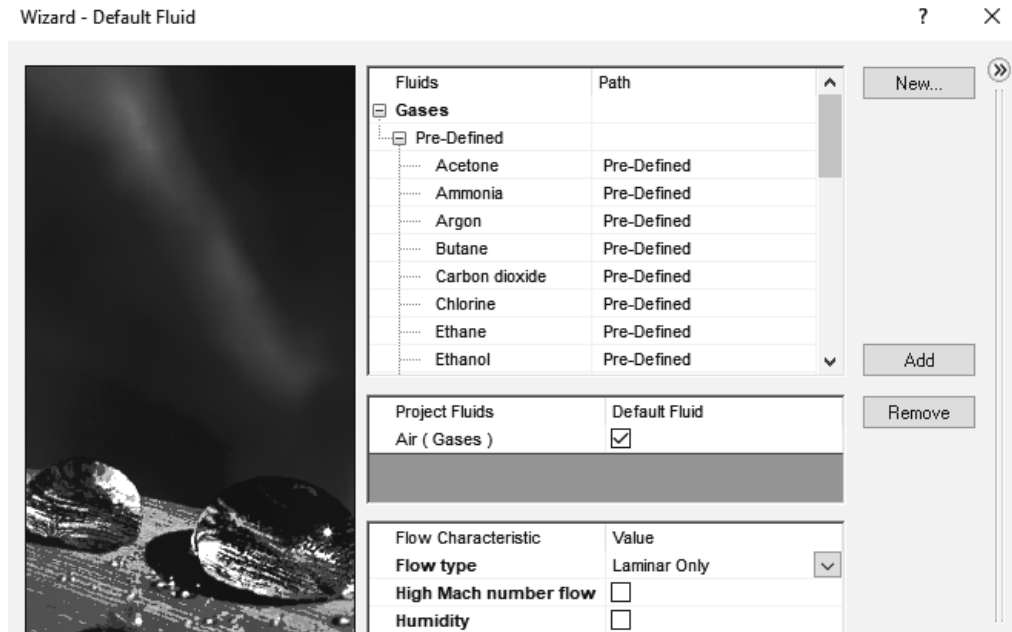 Wizard - Default Fluid ? ×
Fluids Path
Gases
Pre-Defined
Acetone Pre-Defined
Ammonia Pre-Defined
Argon Pre-Defined
Butane Pre-Defined
Carbon dioxide Pre-Defined
Chlorine Pre-Defined
Ethane Pre-Defined
Ethanol Pre-Defined
New...
Add
Remove
Project Fluids Default Fluid
Air ( Gases )
Flow Characteristic Value
Flow type Laminar Only
High Mach number flow
Humidity